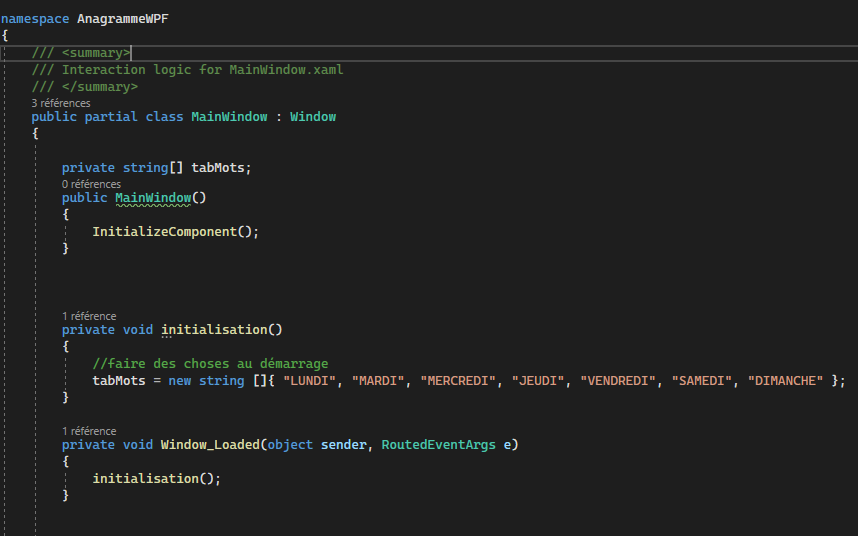 namespace AnagrammeWPF
{
/// <summary>
/// Interaction logic for MainWindow.xaml
/// </summary>
3 références
public partial class MainWindow : Window
{
private string[] tabMots;
0 références
public MainWindow()
{
InitializeComponent();
}
1 référence
private void initialisation()
{
//faire des choses au démarrage
tabMots = new string []{ "LUNDI", "MARDI", "MERCREDI", "JEUDI", "VENDREDI", "SAMEDI", "DIMANCHE" };
}
1 référence
private void Window_Loaded(object sender, RoutedEventArgs e)
{
initialisation();
}